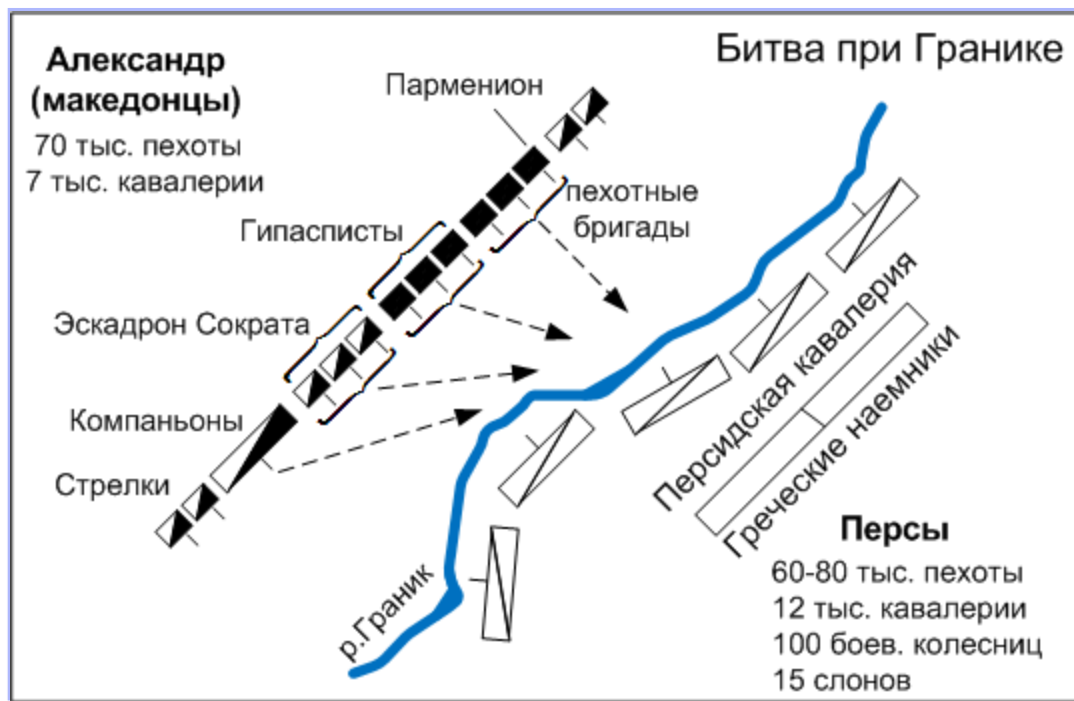 Битва при Гранике
Александр
(македонцы)
70 тыс. пехоты
7 тыс. кавалерии
Парменион
пехотные
бригады
Гипасписты
Эскадрон Сократа
Компаньоны
Стрелки
р.Граник
Персидская кавалерия
Греческие наемники
Персы
60-80 тыс. пехоты
12 тыс. кавалерии
100 боев. колесниц
15 слонов